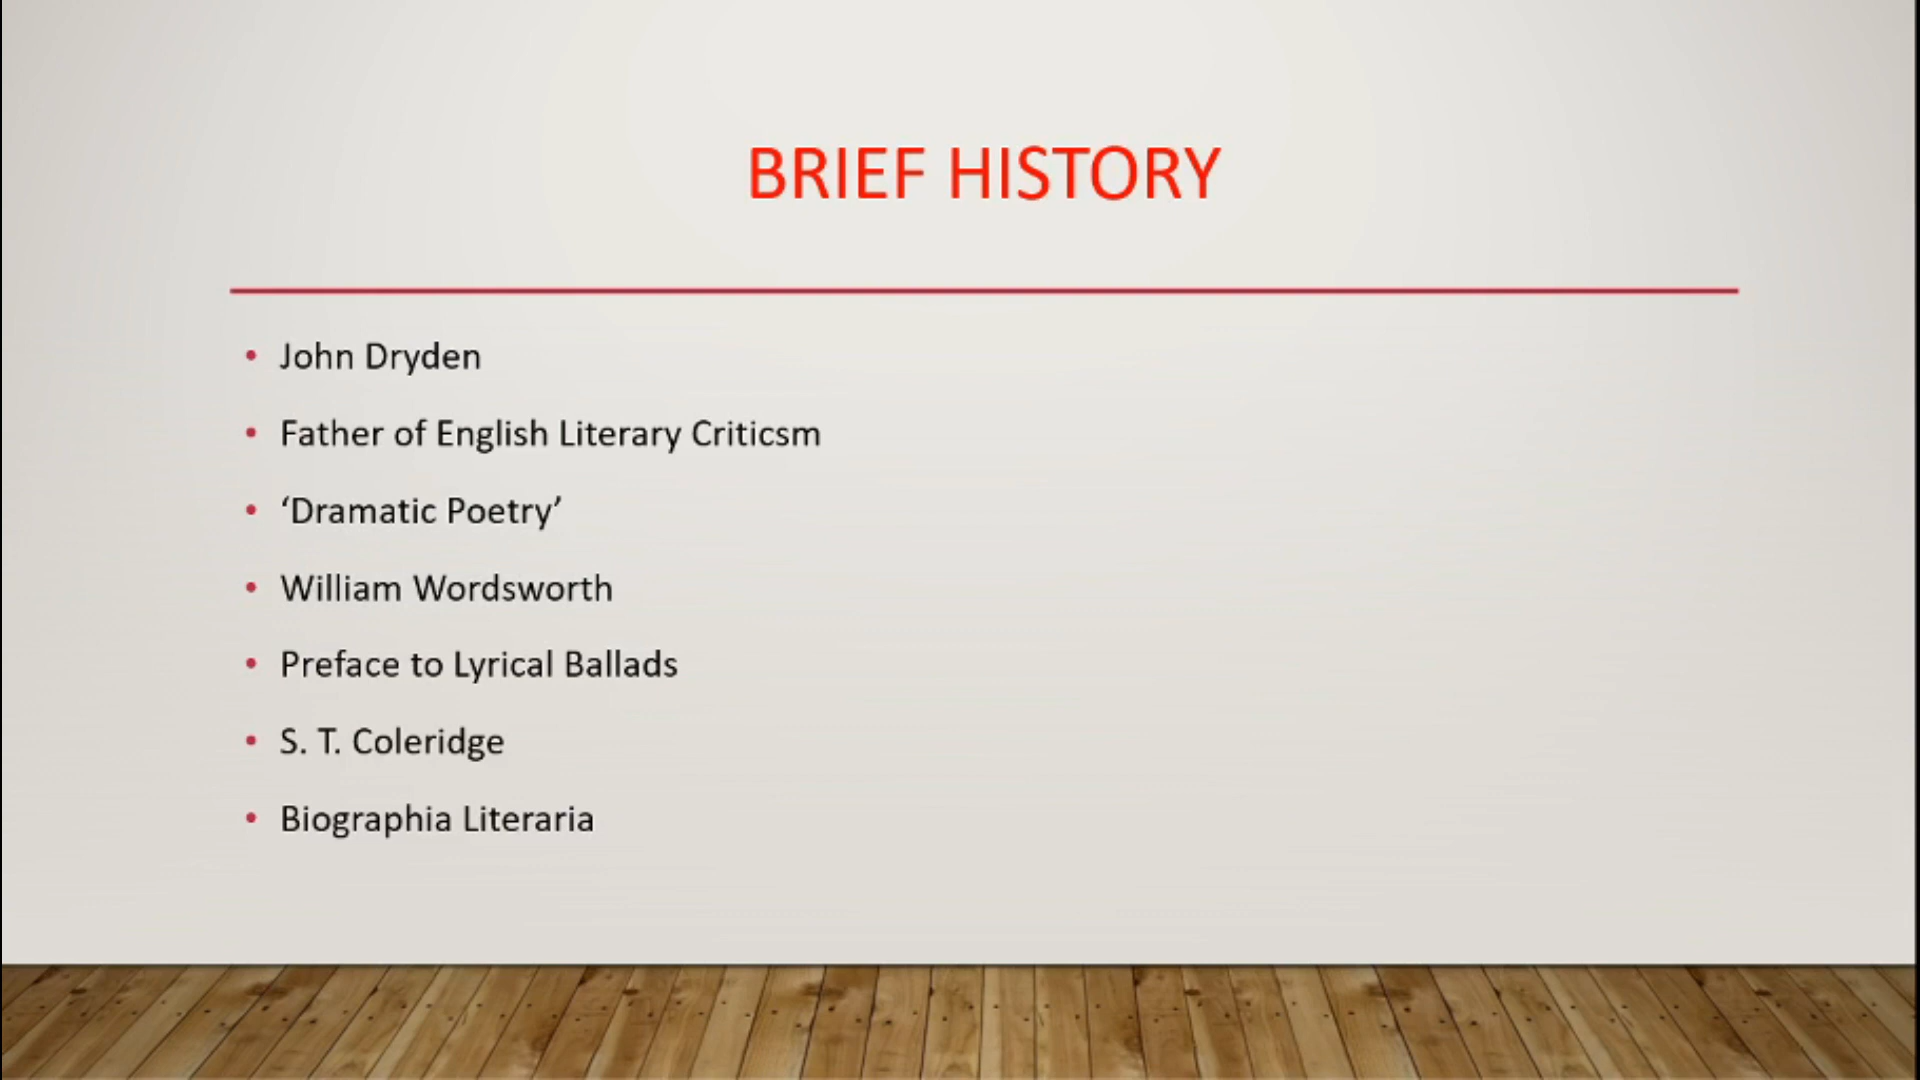 BRIEF HISTORY
• John Dryden
• Father of English Literary Criticsm
• ‘Dramatic Poetry’
• William Wordsworth
• Preface to Lyrical Ballads
• S. T. Coleridge
• Biographia Literaria